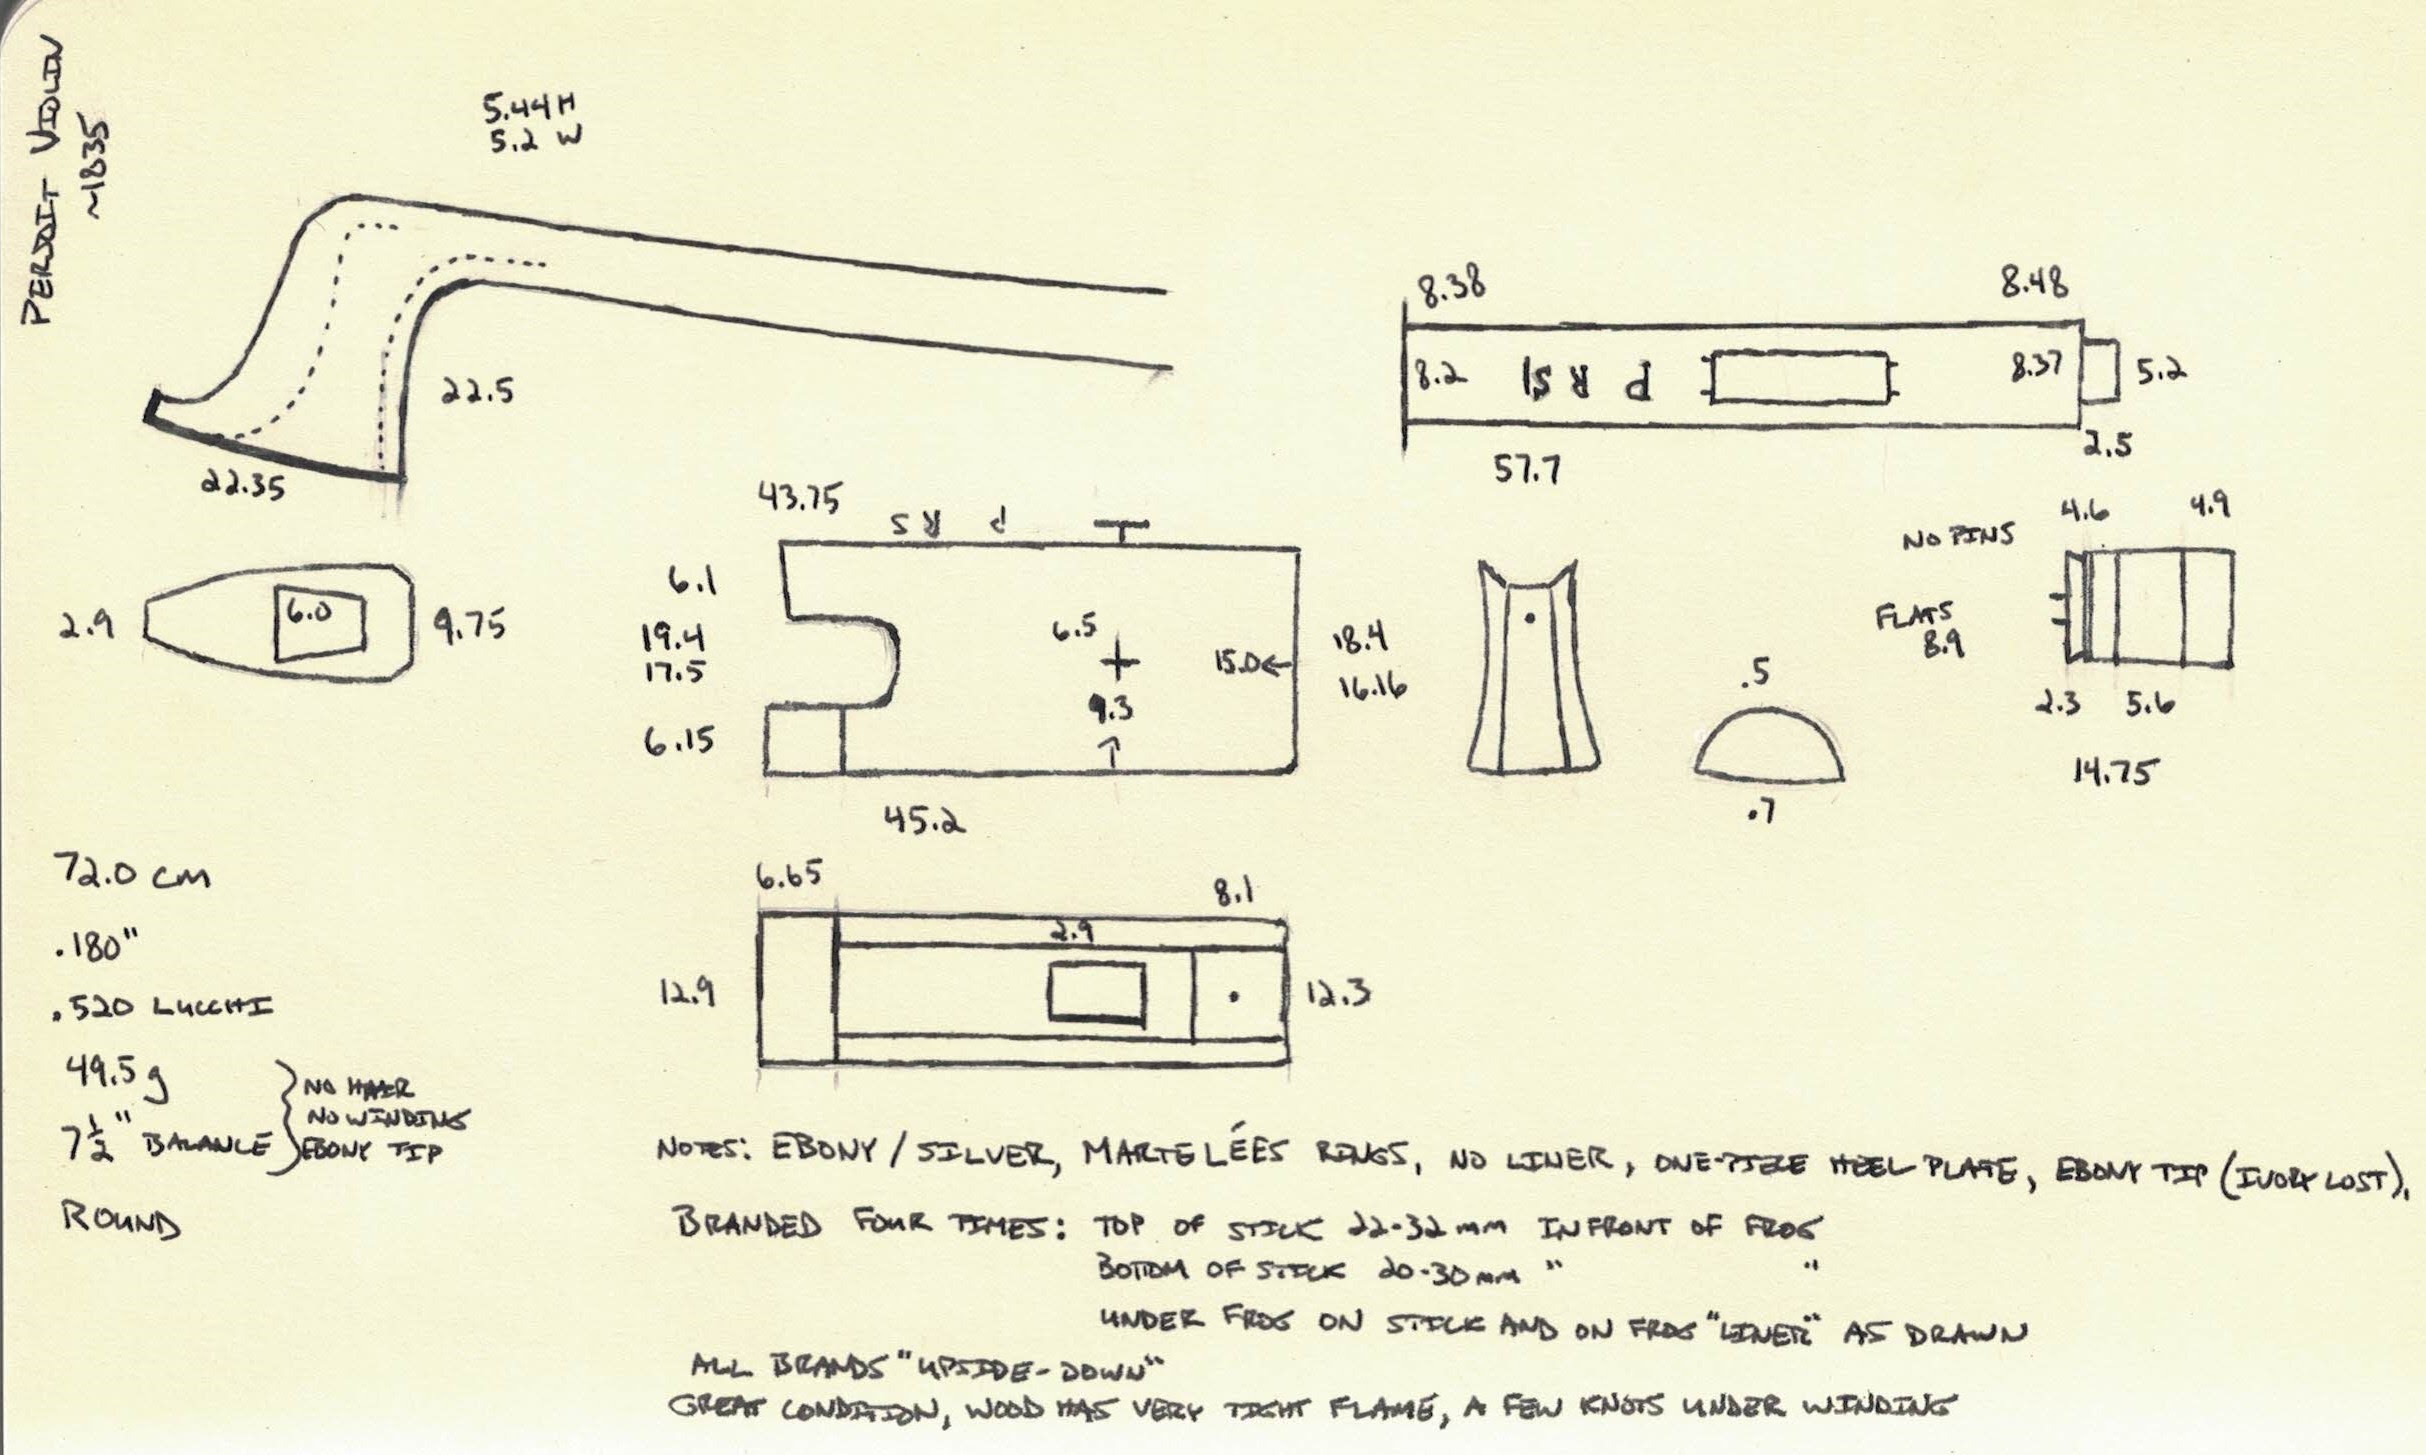 PERSOIT VIOLIN
~1835
5.44 H
5.2 W
22.5
22.35
8.38
8.48
8.2
P R S
8.37
5.2
57.7
2.5
2.9
6.0
9.75
43.75
P R S
6.1
19.4
17.5
6.15
6.5
9.3
15.0
18.4
16.16
45.2
.5
.7
NO PINS
FLATS
8.9
4.6
4.9
2.3
5.6
14.75
6.65
8.1
2.9
12.9
12.3
72.0 cm
.180"
.520 LUCCHI
49.5 g
7 1/2" BALANCE
NO HAIR
NO WINDING
EBONY TIP
ROUND
NOTES: EBONY / SILVER, MARTELÉES RINGS, NO LINER, ONE-PIECE HEEL PLATE, EBONY TIP (IVORY LOST),
BRANDED FOUR TIMES: TOP OF STICK 22-32 mm IN FRONT OF FROG
BOTTOM OF STICK 20-30 mm " "
UNDER FROG ON STICK AND ON FROG "LINER" AS DRAWN
ALL BRANDS "UPSIDE-DOWN"
GREAT CONDITION, WOOD HAS VERY TIGHT FLAME, A FEW KNOTS UNDER WINDING